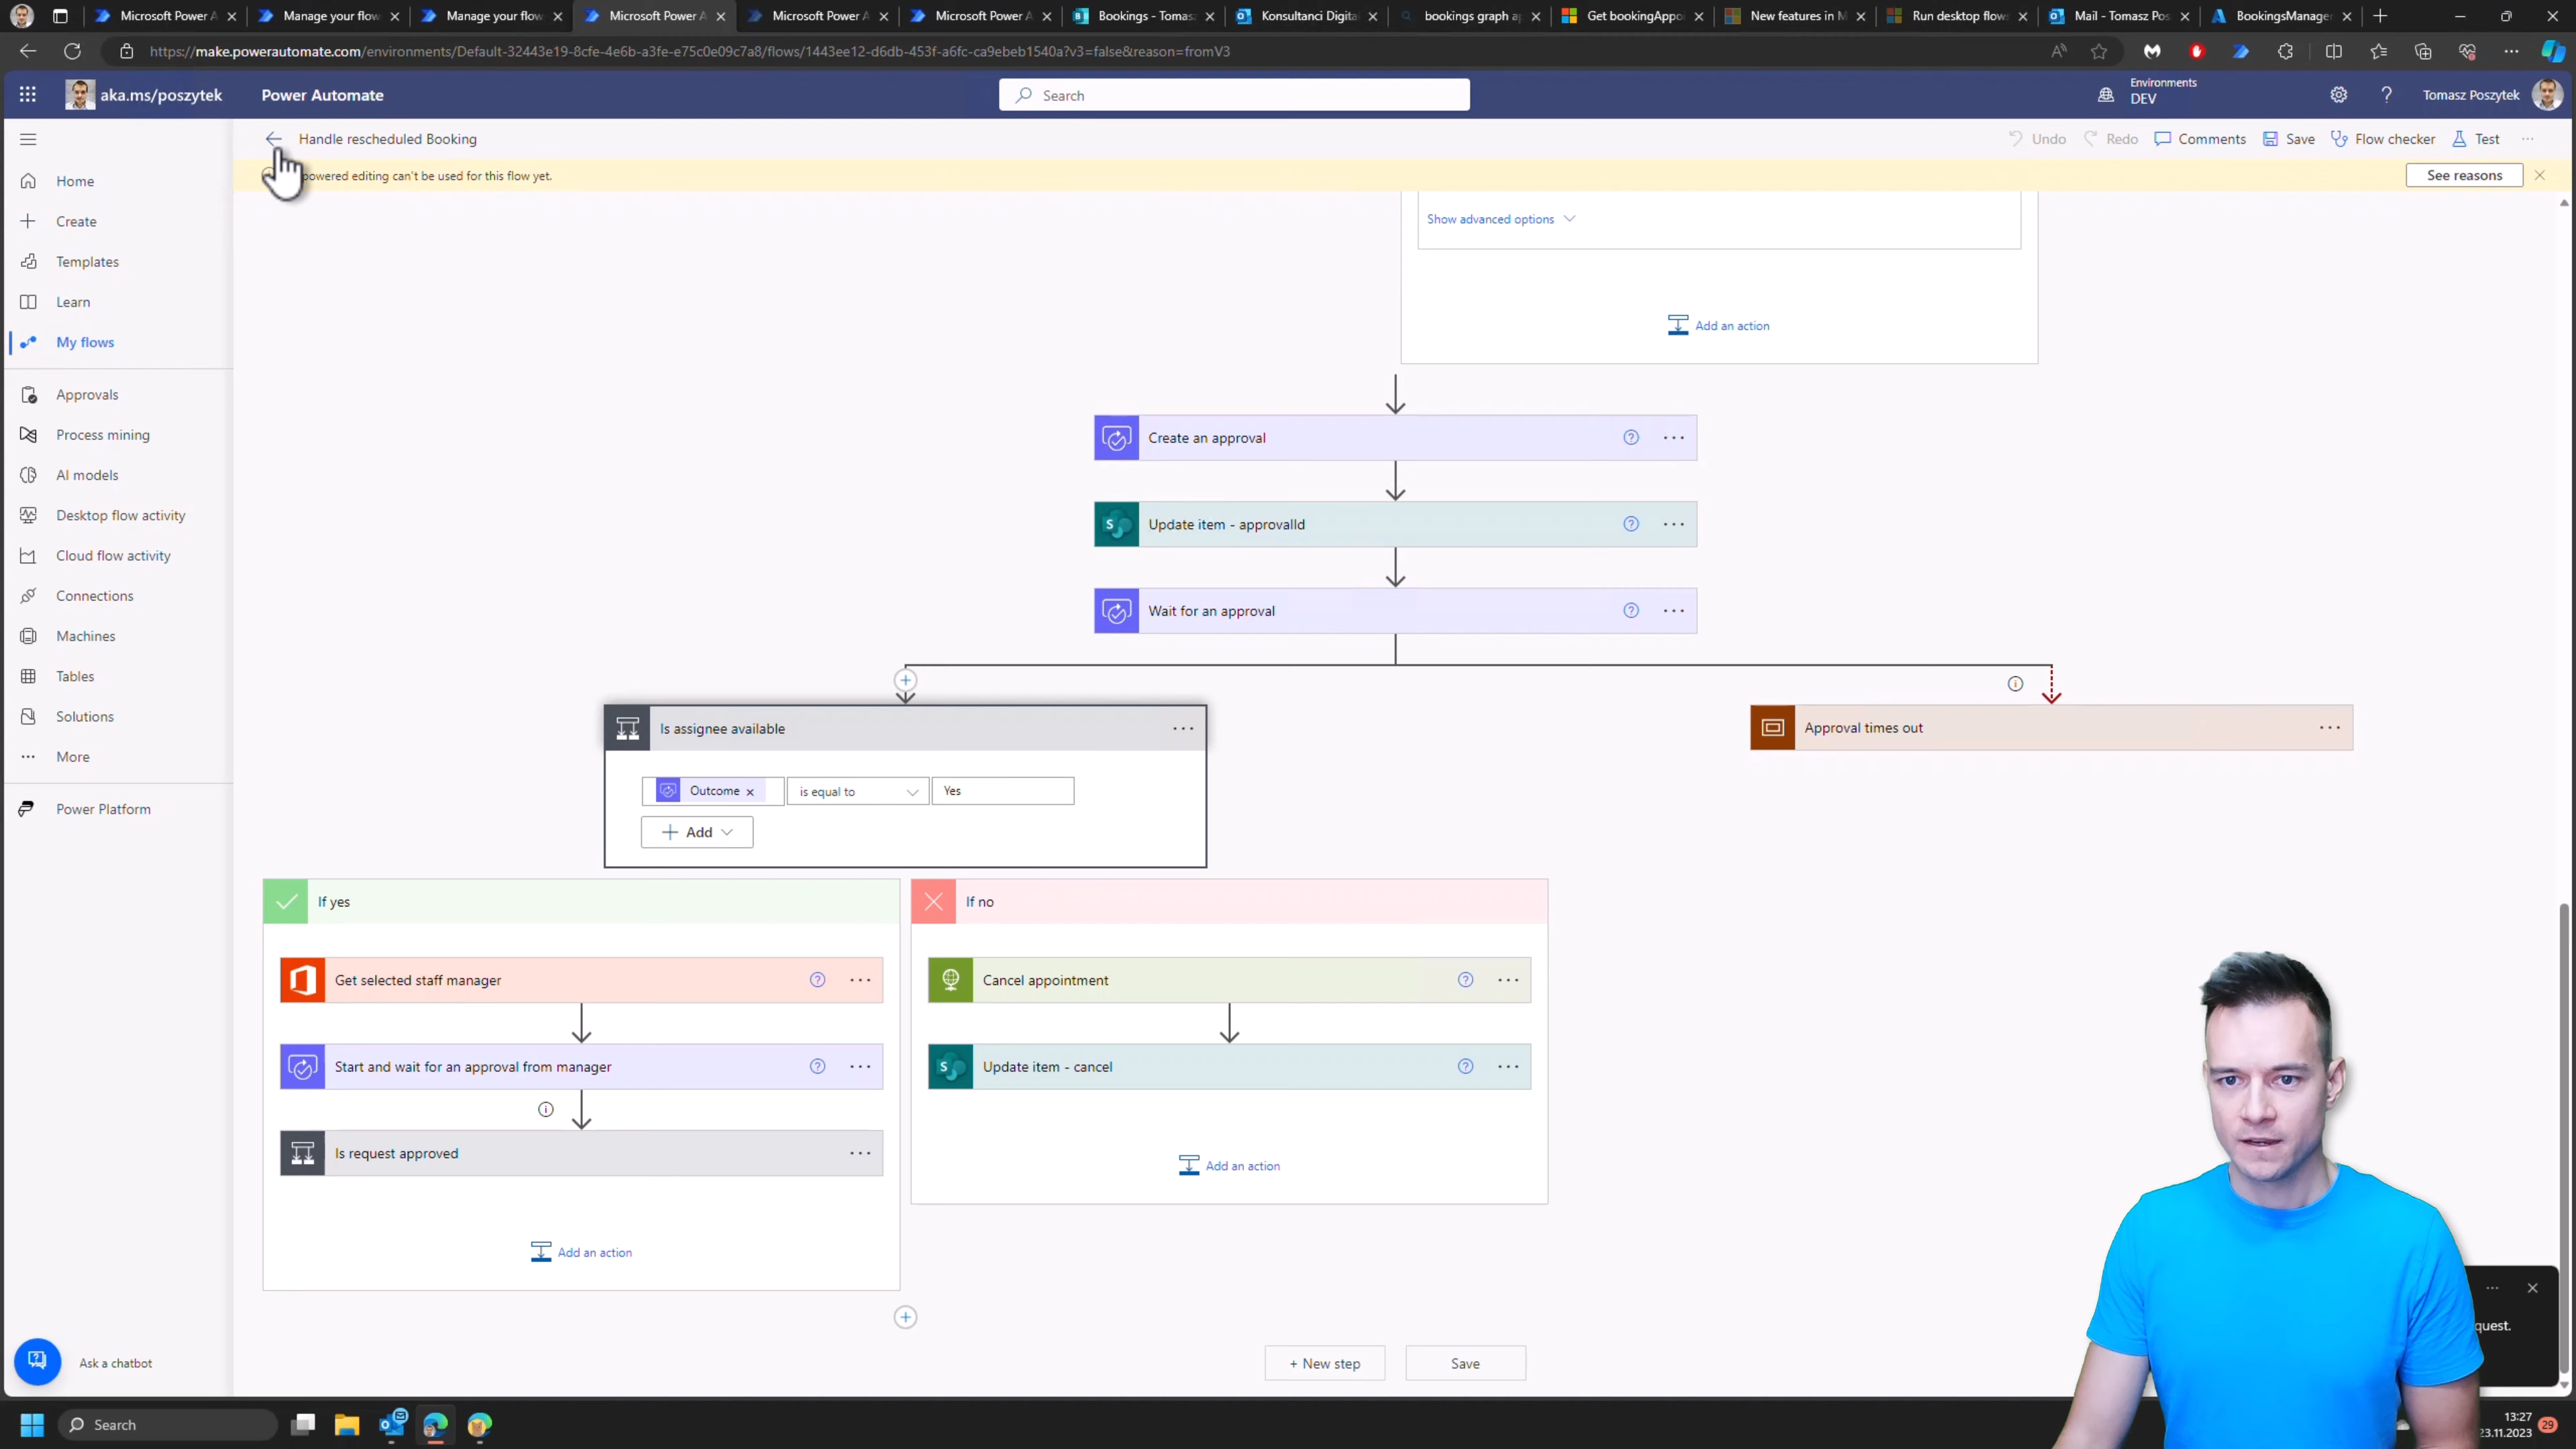 Microsoft Power A
Manage your flow
Manage your flow
Microsoft Power A
Microsoft Power A
Microsoft Power A
Bookings - Tomas
Konsultanci Digita
bookings graph a
Get bookingAppo
New features in M
Run desktop flow
Mail - Tomasz Pos
BookingsManage
https://make.powerautomate.com/environments/Default-32443e19-8cfe-4e6b-a3fe-e75c0e09c7a8/flows/1443ee12-d6db-453f-a6fc-ca9ebeb1540a?v3=false&reason=fromV3
aka.ms/poszytek
Power Automate
Search
Environments
DEV
Tomasz Poszytek
Handle rescheduled Booking
Undo
Redo
Comments
Save
Flow checker
Test
powered editing can't be used for this flow yet.
See reasons
Home
Create
Templates
Learn
My flows
Approvals
Process mining
AI models
Desktop flow activity
Cloud flow activity
Connections
Machines
Tables
Solutions
More
Power Platform
Ask a chatbot
Show advanced options
Add an action
Create an approval
Update item - approvalId
Wait for an approval
Is assignee available
Outcome
is equal to
Yes
Add
Approval times out
If yes
Get selected staff manager
Start and wait for an approval from manager
Is request approved
Add an action
If no
Cancel appointment
Update item - cancel
Add an action
+ New step
Save
quest.
Search
13:27
23.11.2023
29